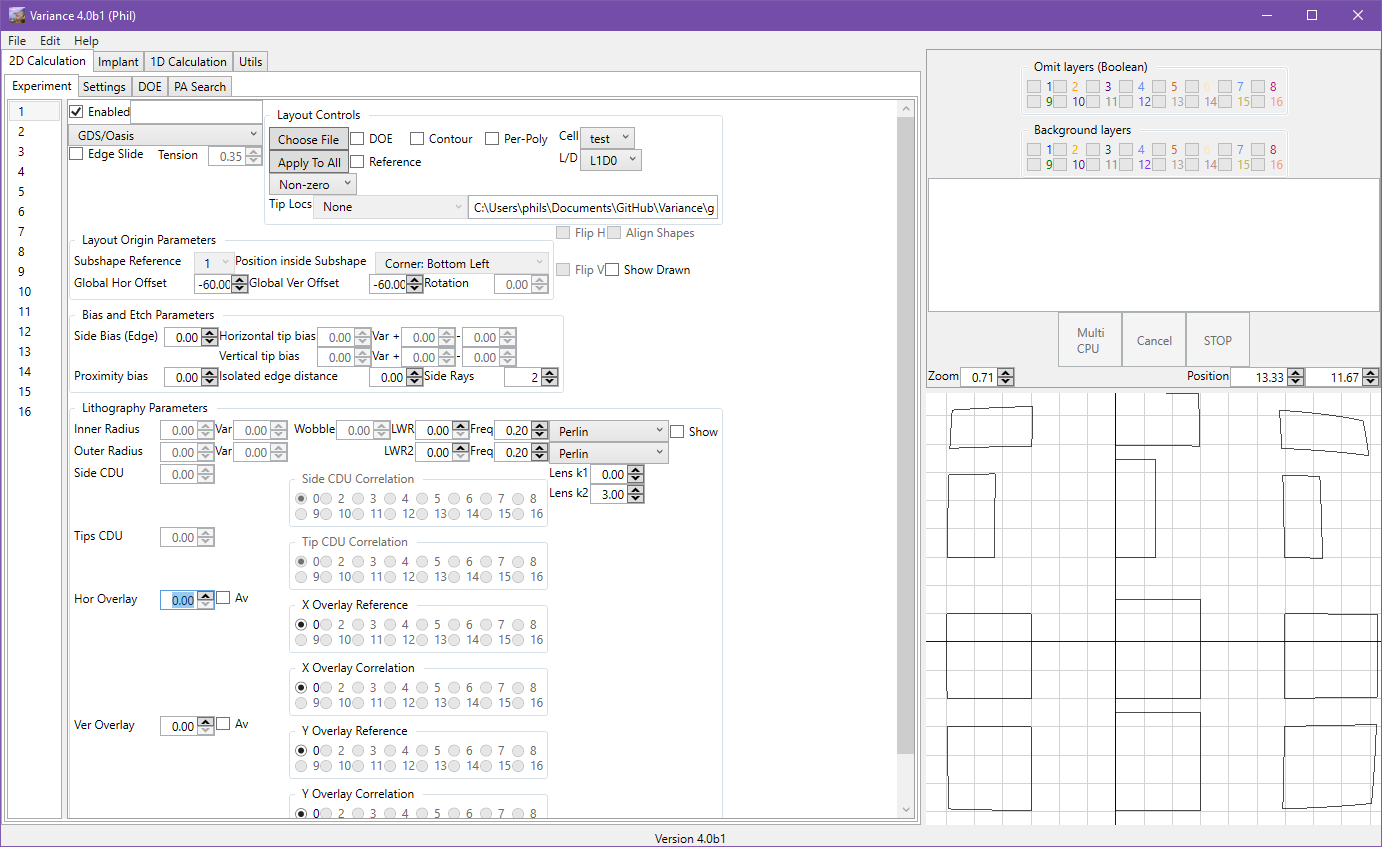 Variance 4.0b1 (Phil)
File Edit Help
2D Calculation Implant 1D Calculation Utils
Experiment Settings DOE PA Search
1
2
3
4
5
6
7
8
9
10
11
12
13
14
15
16
Enabled
GDS/Oasis
Edge Slide Tension 0.35
Layout Controls
Choose File DOE Contour Per-Poly Cell test
Apply To All Reference L/D L1D0
Non-zero
Tip Locs None C:\Users\phils\Documents\GitHub\Variance\g
Flip H Align Shapes
Flip V Show Drawn
Layout Origin Parameters
Subshape Reference 1 Position inside Subshape Corner: Bottom Left
Global Hor Offset -60.00 Global Ver Offset -60.00 Rotation 0.00
Bias and Etch Parameters
Side Bias (Edge) 0.00 Horizontal tip bias 0.00 Var + 0.00 - 0.00
Vertical tip bias 0.00 Var + 0.00 - 0.00
Proximity bias 0.00 Isolated edge distance 0.00 Side Rays 2
Lithography Parameters
Inner Radius 0.00 Var 0.00 Wobble 0.00 LWR 0.00 Freq 0.20 Perlin Show
Outer Radius 0.00 Var 0.00 LWR2 0.00 Freq 0.20 Perlin
Side CDU 0.00
Lens k1 0.00
Lens k2 3.00
Side CDU Correlation
0 2 3 4 5 6 7 8
9 10 11 12 13 14 15 16
Tips CDU 0.00
Tip CDU Correlation
0 2 3 4 5 6 7 8
9 10 11 12 13 14 15 16
Hor Overlay 0.00 Av
X Overlay Reference
0 2 3 4 5 6 7 8
9 10 11 12 13 14 15 16
X Overlay Correlation
0 2 3 4 5 6 7 8
9 10 11 12 13 14 15 16
Ver Overlay 0.00 Av
Y Overlay Reference
0 2 3 4 5 6 7 8
9 10 11 12 13 14 15 16
Y Overlay Correlation
0 2 3 4 5 6 7 8
Omit layers (Boolean)
1 2 3 4 5 6 7 8
9 10 11 12 13 14 15 16
Background layers
1 2 3 4 5 6 7 8
9 10 11 12 13 14 15 16
Multi
CPU
Cancel
STOP
Zoom 0.71 Position 13.33 11.67
Version 4.0b1